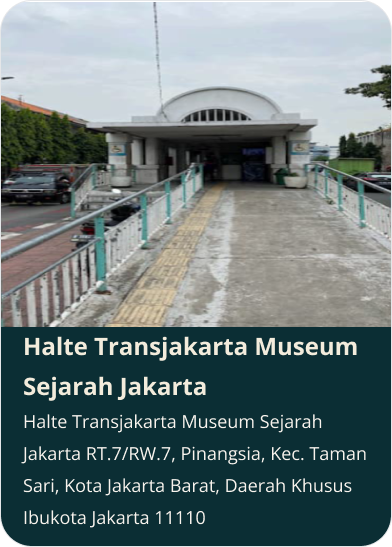 Halte Transjakarta Museum
Sejarah Jakarta
Halte Transjakarta Museum Sejarah
Jakarta RT.7/RW.7, Pinangsia, Kec. Taman
Sari, Kota Jakarta Barat, Daerah Khusus
Ibukota Jakarta 11110